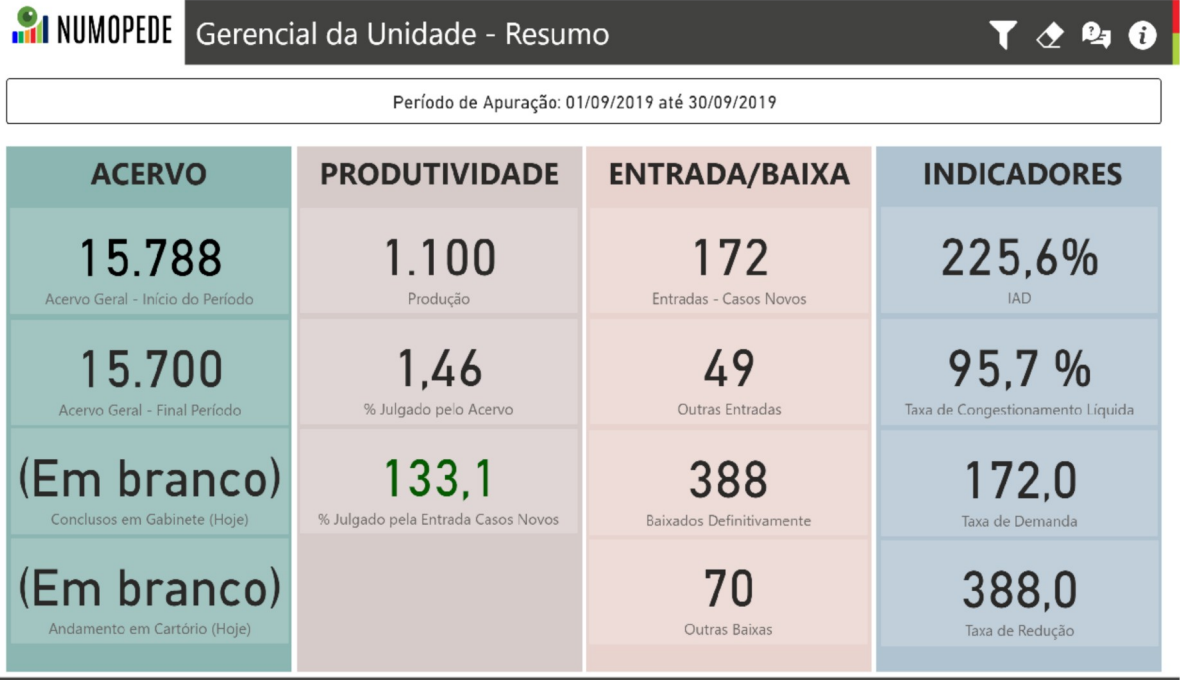 NUMOPEDE
Gerencial da Unidade - Resumo
Período de Apuração: 01/09/2019 até 30/09/2019
ACERVO
15.788
Acervo Geral - Início do Período
15.700
Acervo Geral - Final Período
(Em branco)
Conclusos em Gabinete (Hoje)
(Em branco)
Andamento em Cartório (Hoje)
PRODUTIVIDADE
1.100
Produção
1,46
% Julgado pelo Acervo
133,1
% Julgado pela Entrada Casos Novos
ENTRADA/BAIXA
172
Entradas - Casos Novos
49
Outras Entradas
388
Baixados Definitivamente
70
Outras Baixas
INDICADORES
225,6%
IAD
95,7 %
Taxa de Congestionamento Líquida
172,0
Taxa de Demanda
388,0
Taxa de Redução